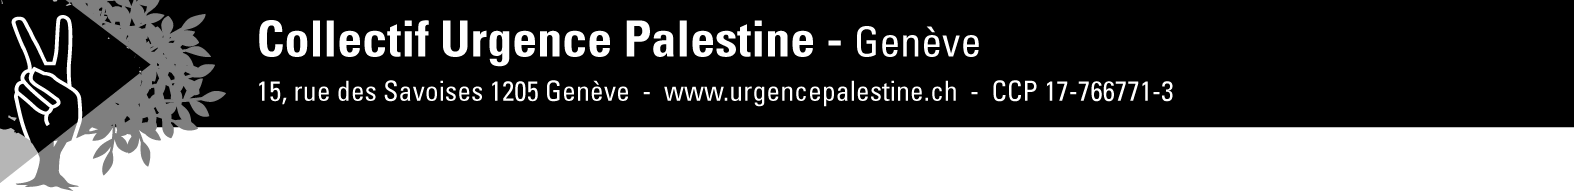 Collectif Urgence Palestine - Genève
15, rue des Savoises 1205 Genève - www.urgencepalestine.ch - CCP 17-766771-3